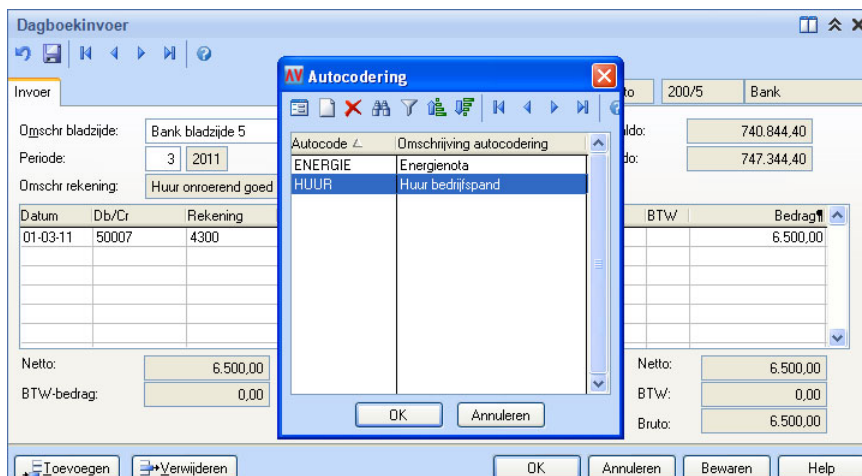 Dagboekinvoer
Invoer
200/5 Bank
Omschr bladzijde: Bank bladzijde 5
740.844,40
Periode: 3 2011
747.344,40
Omschr rekening: Huur onroerend goed
Datum Db/Cr Rekening BTW Bedrag¶
01-03-11 50007 4300 6.500,00
Netto: 6.500,00
BTW-bedrag: 0,00
Netto: 6.500,00
BTW: 0,00
Bruto: 6.500,00
Toevoegen Verwijderen OK Annuleren Bewaren Help
AV Autocodering
Autocode Omschrijving autocodering
ENERGIE Energienota
HUUR Huur bedrijfspand
OK Annuleren